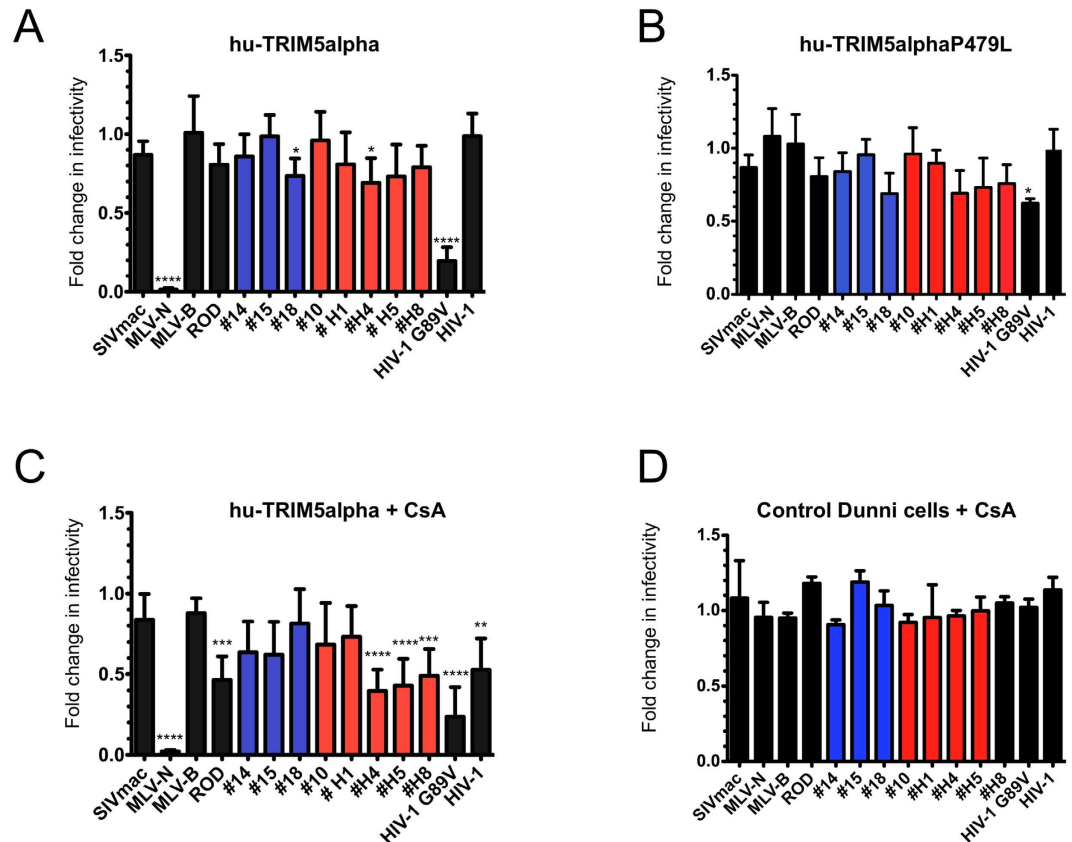 A
hu-TRIM5alpha
Fold change in infectivity
1.5
1.0
0.5
0.0
****
*
*
****
SIVmac
MLV-N
MLV-B
ROD
#14
#15
#18
#10
# H1
#H4
# H5
#H8
HIV-1 G89V
HIV-1
B
hu-TRIM5alphaP479L
Fold change in infectivity
1.5
1.0
0.5
0.0
*
SIVmac
MLV-N
MLV-B
ROD
#14
#15
#18
#10
#H1
#H4
#H5
#H8
HIV-1 G89V
HIV-1
C
hu-TRIM5alpha + CsA
Fold change in infectivity
1.5
1.0
0.5
0.0
****
***
****
****
***
****
**
SIVmac
MLV-N
MLV-B
ROD
#14
#15
#18
#10
# H1
#H4
#H5
#H8
HIV-1 G89V
HIV-1
D
Control Dunni cells + CsA
Fold change in infectivity
1.5
1.0
0.5
0.0
SIVmac
MLV-N
MLV-B
ROD
#14
#15
#18
#10
#H1
#H4
#H5
#H8
HIV-1 G89V
HIV-1